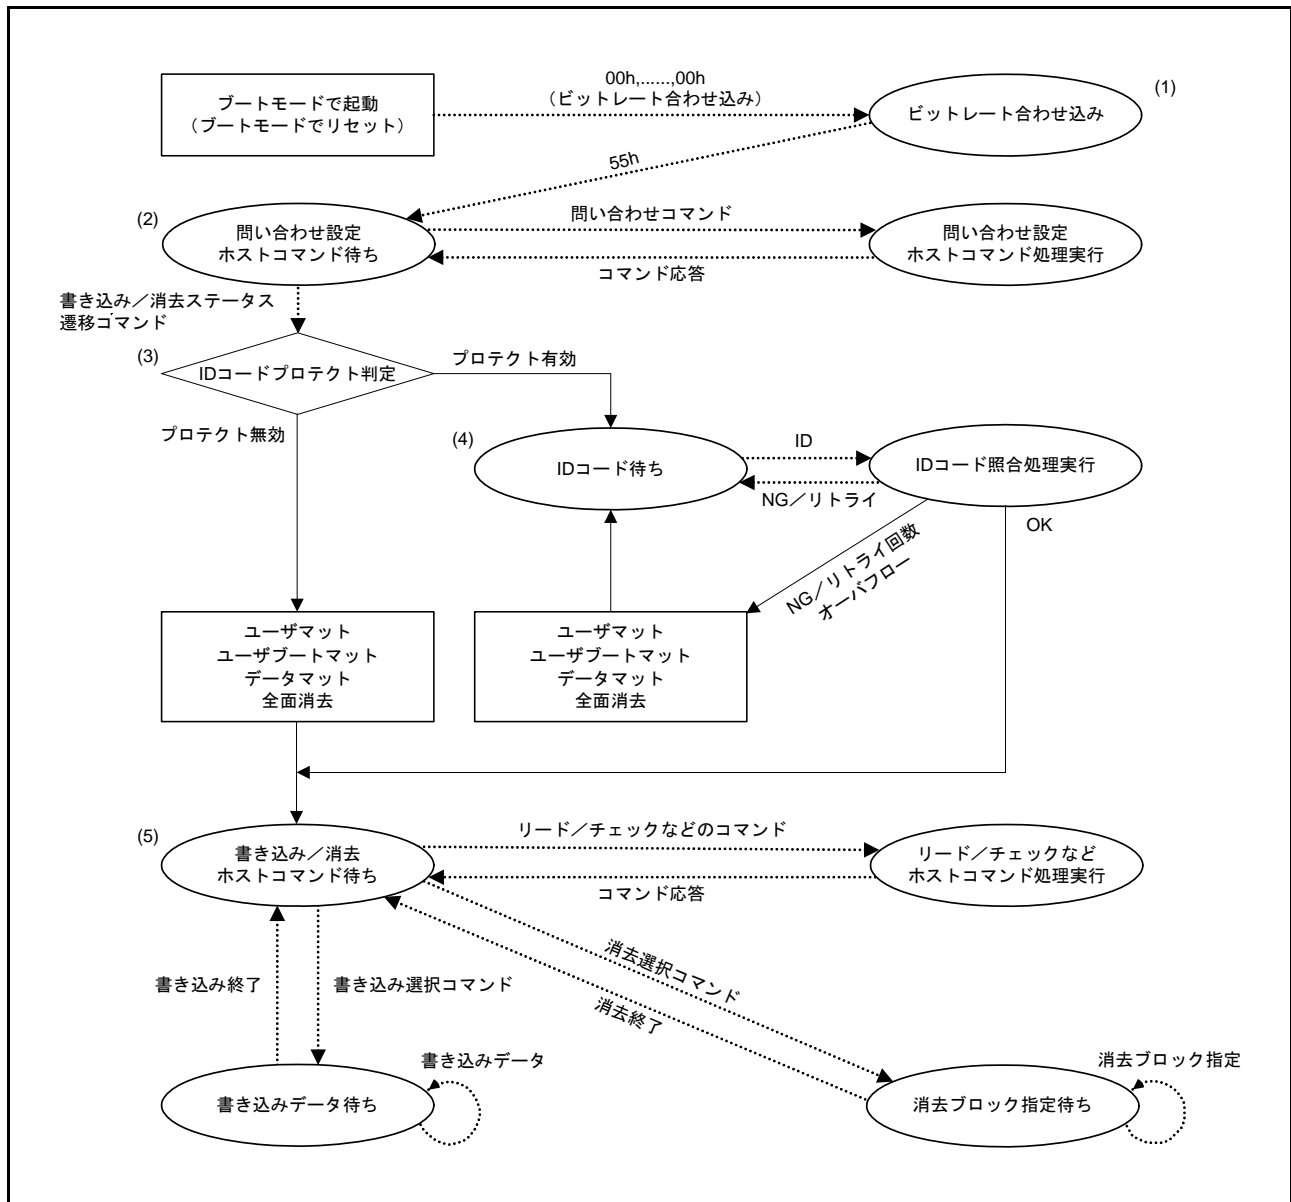 00h,......,00h
（ビットレート合わせ込み）
(1)
ブートモードで起動
（ブートモードでリセット）
ビットレート合わせ込み
55h
(2)
問い合わせ設定
ホストコマンド待ち
問い合わせコマンド
コマンド応答
問い合わせ設定
ホストコマンド処理実行
書き込み／消去ステータス
遷移コマンド
(3)
IDコードプロテクト判定
プロテクト有効
プロテクト無効
(4)
IDコード待ち
ID
NG／リトライ
IDコード照合処理実行
OK
NG／リトライ回数
オーバフロー
ユーザマット
ユーザブートマット
データマット
全面消去
ユーザマット
ユーザブートマット
データマット
全面消去
(5)
書き込み／消去
ホストコマンド待ち
リード／チェックなどのコマンド
コマンド応答
リード／チェックなど
ホストコマンド処理実行
書き込み終了
書き込み選択コマンド
消去選択コマンド
消去終了
書き込みデータ
書き込みデータ待ち
消去ブロック指定
消去ブロック指定待ち